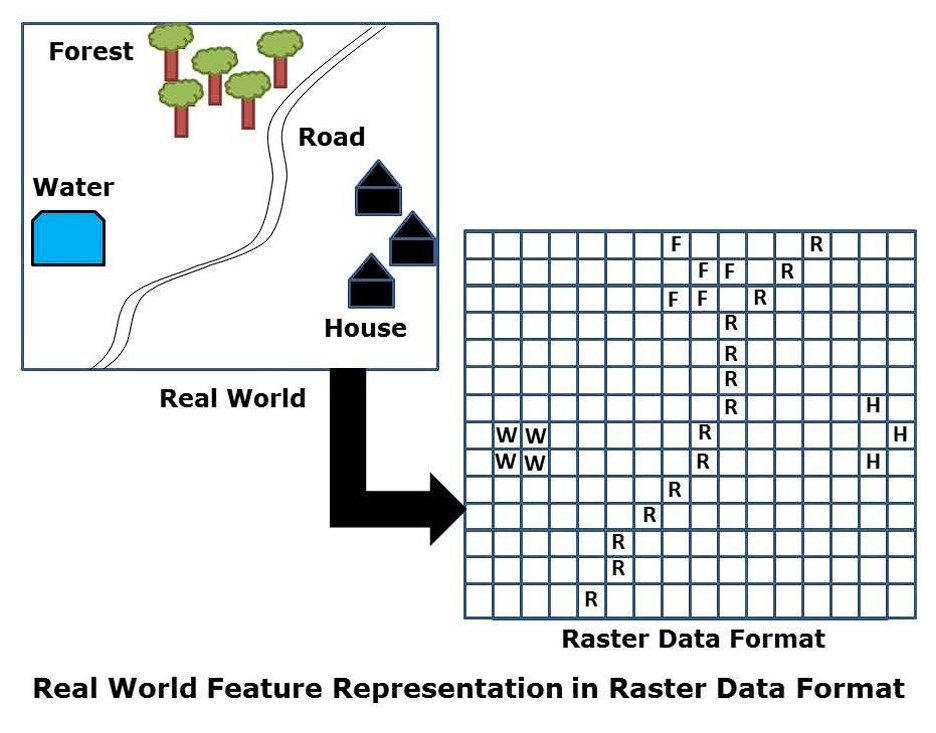 Forest
Road
Water
House
Real World
F R
F F R
F F R
R
R
R
R H
W W R H
W W R H
R
R
R
R
R
Raster Data Format
Real World Feature Representation in Raster Data Format